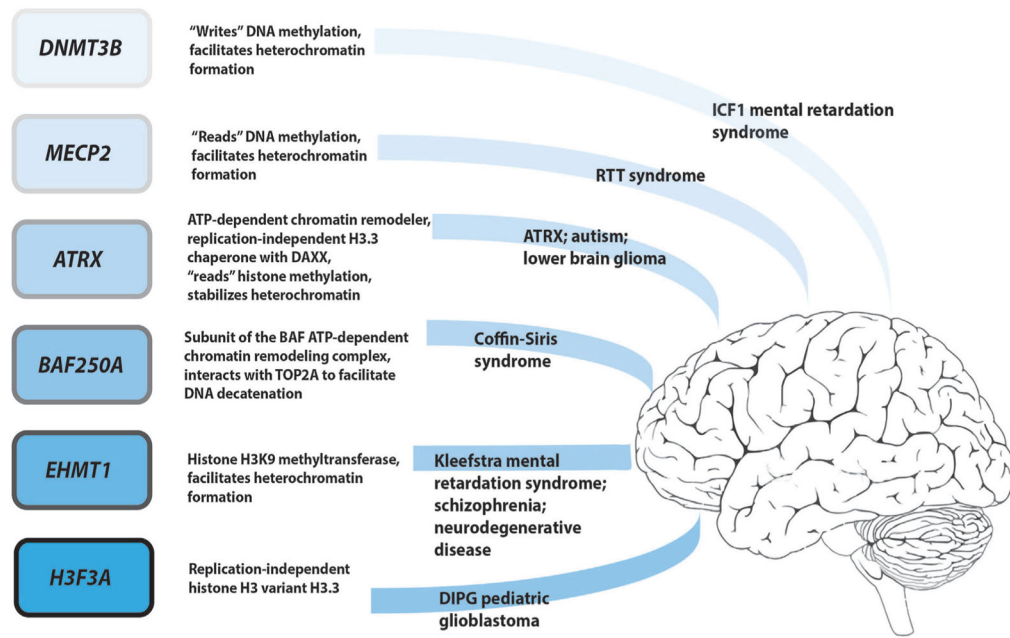 DNMT3B
“Writes” DNA methylation,
facilitates heterochromatin
formation
ICF1 mental retardation
syndrome
MECP2
“Reads” DNA methylation,
facilitates heterochromatin
formation
RTT syndrome
ATRX
ATP-dependent chromatin remodeler,
replication-independent H3.3
chaperone with DAXX,
“reads” histone methylation,
stabilizes heterochromatin
ATRX; autism;
lower brain glioma
BAF250A
Subunit of the BAF ATP-dependent
chromatin remodeling complex,
interacts with TOP2A to facilitate
DNA decatenation
Coffin-Siris
syndrome
EHMT1
Histone H3K9 methyltransferase,
facilitates heterochromatin
formation
Kleefstra mental
retardation syndrome;
schizophrenia;
neurodegenerative
disease
H3F3A
Replication-independent
histone H3 variant H3.3
DIPG pediatric
glioblastoma